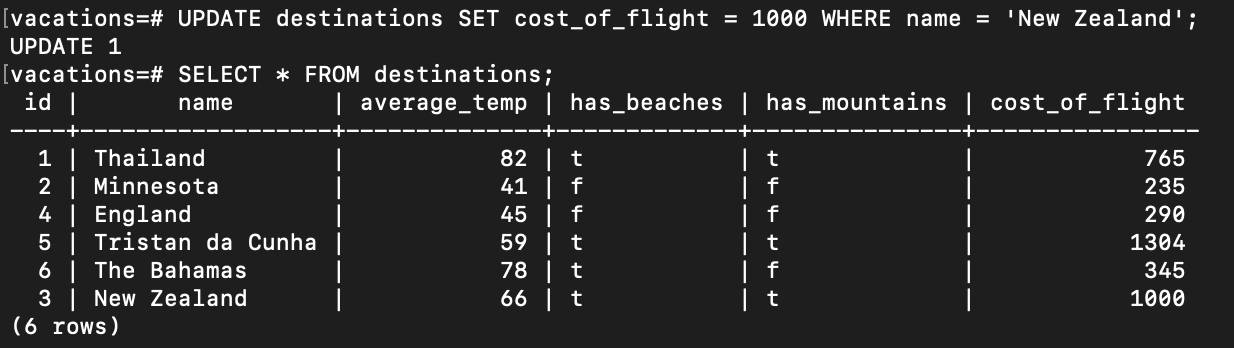 [vacations=# UPDATE destinations SET cost_of_flight = 1000 WHERE name = 'New Zealand';
UPDATE 1
[vacations=# SELECT * FROM destinations;
 id |       name       | average_temp | has_beaches | has_mountains | cost_of_flight
----+------------------+--------------+-------------+---------------+----------------
  1 | Thailand         |           82 | t           | t             |            765
  2 | Minnesota        |           41 | f           | f             |            235
  4 | England          |           45 | f           | f             |            290
  5 | Tristan da Cunha |           59 | t           | t             |           1304
  6 | The Bahamas      |           78 | t           | f             |            345
  3 | New Zealand      |           66 | t           | t             |           1000
(6 rows)